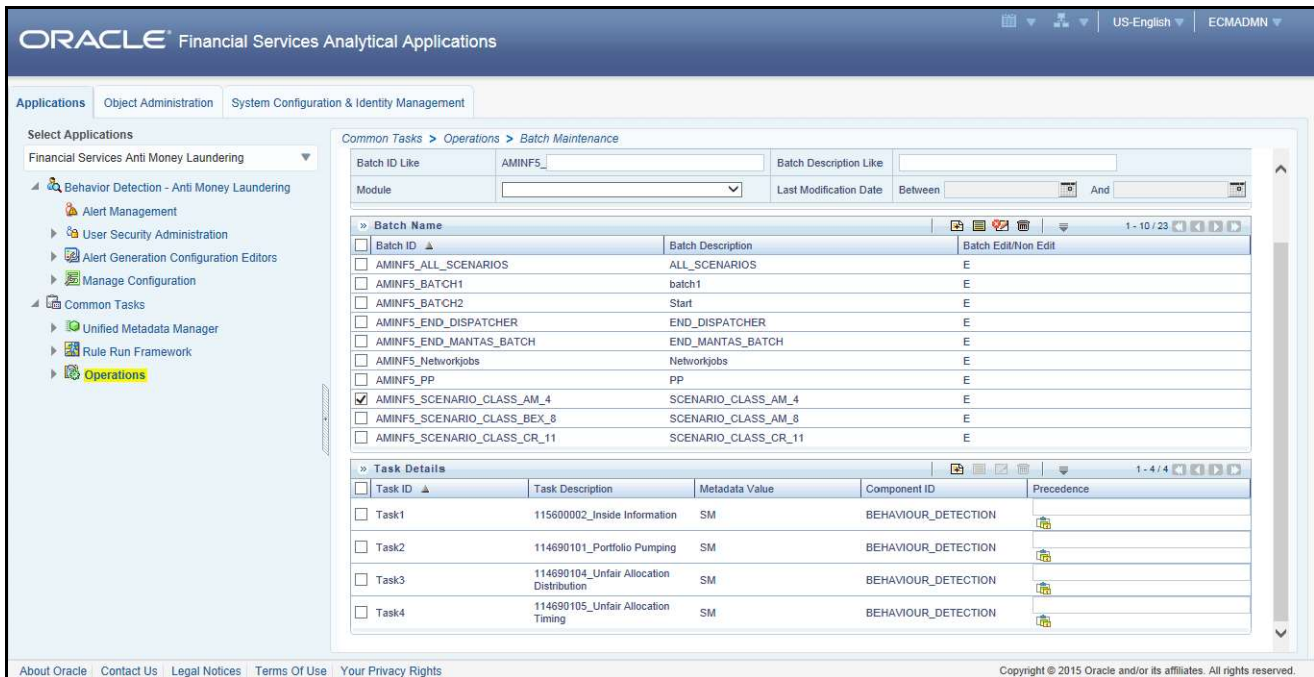 US-English ECMADMN
ORACLE® Financial Services Analytical Applications
Applications Object Administration System Configuration & Identity Management
Select Applications
Financial Services Anti Money Laundering
Behavior Detection - Anti Money Laundering
Alert Management
User Security Administration
Alert Generation Configuration Editors
Manage Configuration
Common Tasks
Unified Metadata Manager
Rule Run Framework
Operations
Common Tasks > Operations > Batch Maintenance
Batch ID Like AMINF5_ Batch Description Like
Module Last Modification Date Between And
» Batch Name 1 - 10 / 23
Batch ID Batch Description Batch Edit/Non Edit
AMINF5_ALL_SCENARIOS ALL_SCENARIOS E
AMINF5_BATCH1 batch1 E
AMINF5_BATCH2 Start E
AMINF5_END_DISPATCHER END_DISPATCHER E
AMINF5_END_MANTAS_BATCH END_MANTAS_BATCH E
AMINF5_Networkjobs Networkjobs E
AMINF5_PP PP E
AMINF5_SCENARIO_CLASS_AM_4 SCENARIO_CLASS_AM_4 E
AMINF5_SCENARIO_CLASS_BEX_8 SCENARIO_CLASS_AM_8 E
AMINF5_SCENARIO_CLASS_CR_11 SCENARIO_CLASS_CR_11 E
» Task Details 1 - 4 / 4
Task ID Task Description Metadata Value Component ID Precedence
Task1 115600002_Inside Information SM BEHAVIOUR_DETECTION
Task2 114690101_Portfolio Pumping SM BEHAVIOUR_DETECTION
Task3 114690104_Unfair Allocation Distribution SM BEHAVIOUR_DETECTION
Task4 114690105_Unfair Allocation Timing SM BEHAVIOUR_DETECTION
About Oracle Contact Us Legal Notices Terms Of Use Your Privacy Rights Copyright © 2015 Oracle and/or its affiliates. All rights reserved.